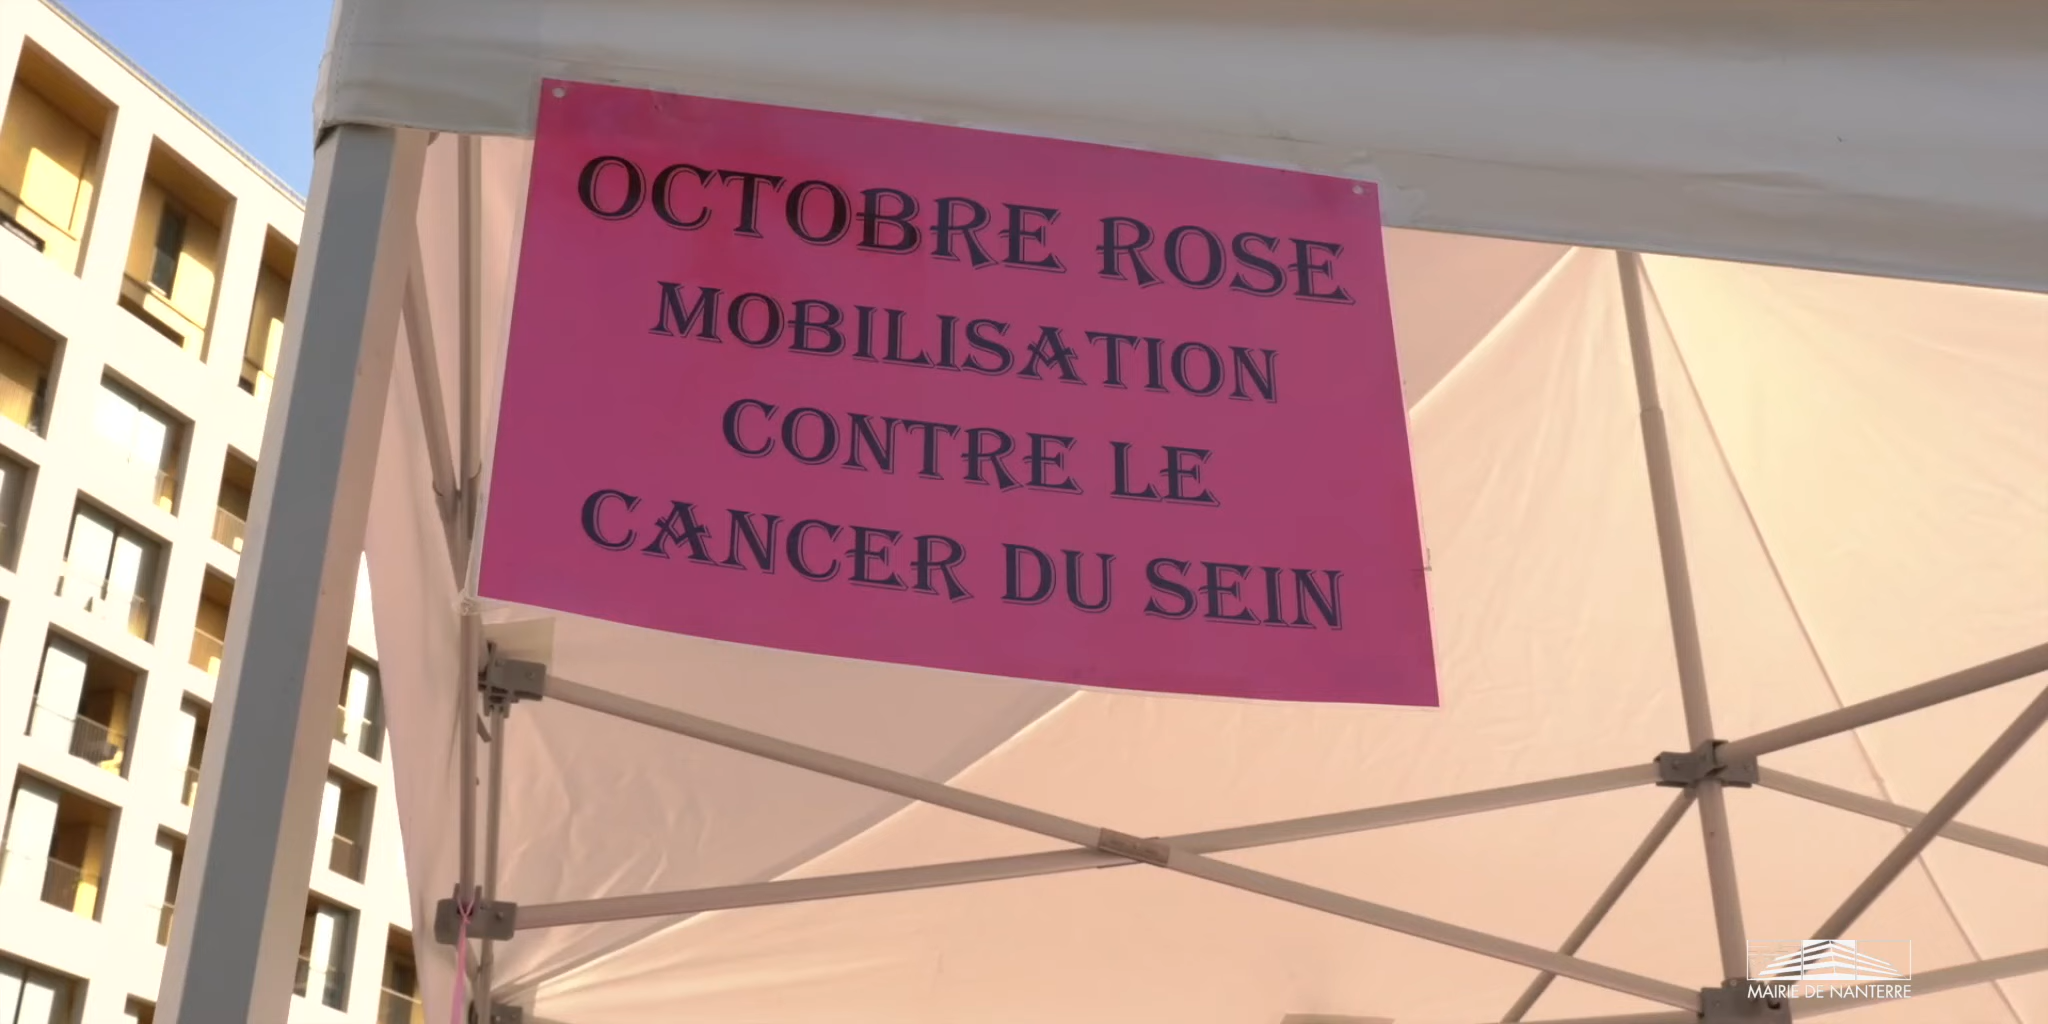 OCTOBRE ROSE
MOBILISATION
CONTRE LE
CANCER DU SEIN
MAIRIE DE NANTERRE